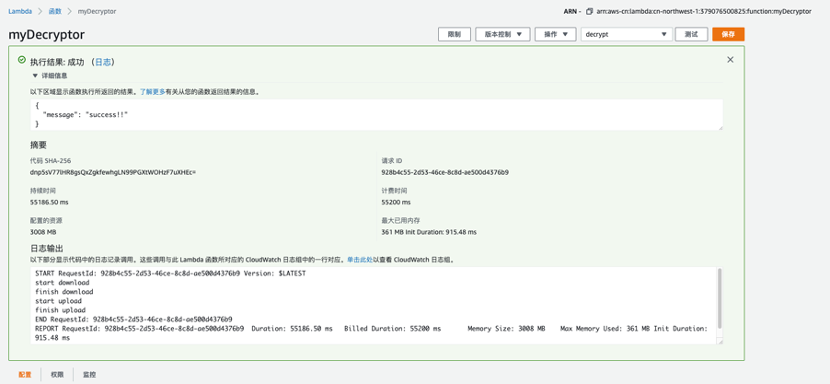 Lambda > 函数 > myDecryptor
ARN - arn:aws-cn:lambda:cn-northwest-1:379076500825:function:myDecryptor
myDecryptor
限制 版本控制 操作 decrypt 测试 保存
执行结果: 成功 (日志)
详细信息
以下区域显示函数执行所返回的结果。了解更多有关从您的函数返回结果的信息。
{
"message": "success!!"
}
摘要
代码 SHA-256 请求 ID
dnp5sV77IHR8gsQxZgkfewhgLN99PGXtWOHzF7uXHEc= 928b4c55-2d53-46ce-8c8d-ae500d4376b9
持续时间 计费时间
55186.50 ms 55200 ms
配置的资源 最大已用内存
3008 MB 361 MB Init Duration: 915.48 ms
日志输出
以下部分显示代码中的日志记录调用。这些调用与此 Lambda 函数所对应的 CloudWatch 日志组中的一行对应。单击此处以查看 CloudWatch 日志组。
START RequestId: 928b4c55-2d53-46ce-8c8d-ae500d4376b9 Version: $LATEST
start download
finish download
start upload
finish upload
END RequestId: 928b4c55-2d53-46ce-8c8d-ae500d4376b9
REPORT RequestId: 928b4c55-2d53-46ce-8c8d-ae500d4376b9 Duration: 55186.50 ms Billed Duration: 55200 ms Memory Size: 3008 MB Max Memory Used: 361 MB Init Duration:
915.48 ms
配置 权限 监控